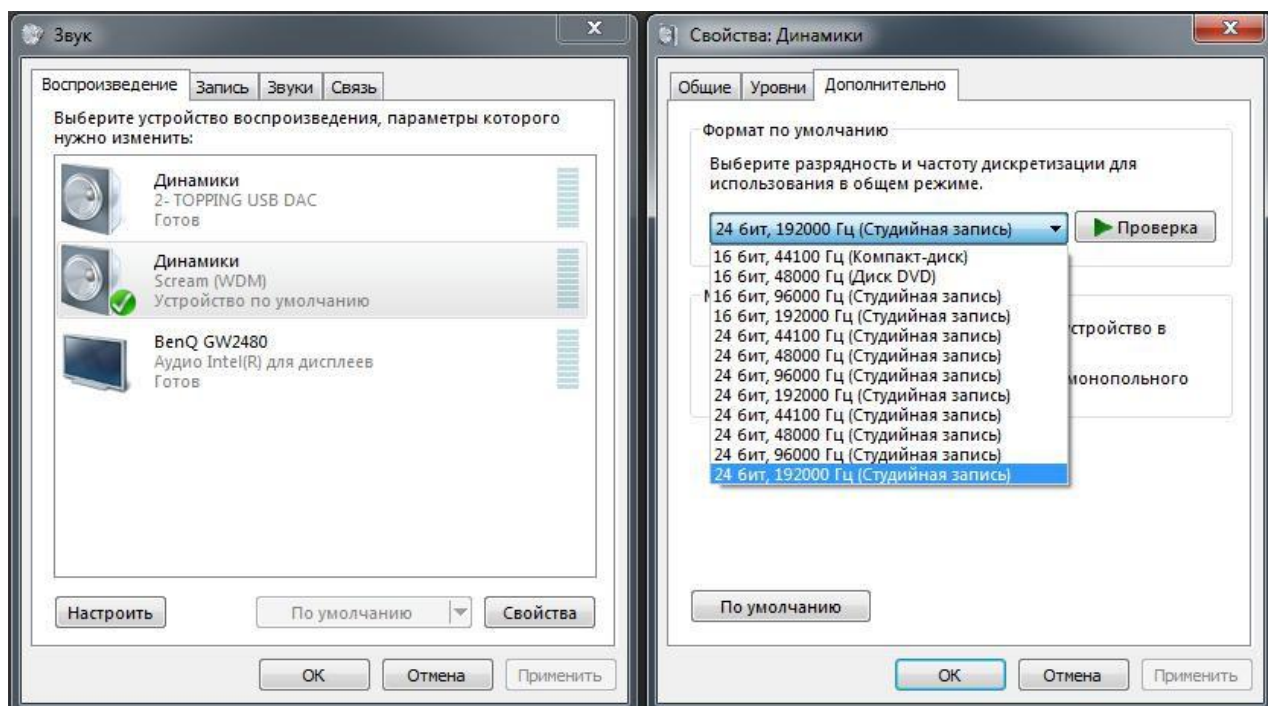 Звук
Воспроизведение Запись Звуки Связь
Выберите устройство воспроизведения, параметры которого
нужно изменить:
Динамики
2- TOPPING USB DAC
Готов
Динамики
Scream (WDM)
Устройство по умолчанию
BenQ GW2480
Аудио Intel(R) для дисплеев
Готов
Настроить По умолчанию Свойства
ОК Отмена Применить
Свойства: Динамики
Общие Уровни Дополнительно
Формат по умолчанию
Выберите разрядность и частоту дискретизации для
использования в общем режиме.
24 бит, 192000 Гц (Студийная запись) Проверка
16 бит, 44100 Гц (Компакт-диск)
16 бит, 48000 Гц (Диск DVD)
16 бит, 96000 Гц (Студийная запись)
16 бит, 192000 Гц (Студийная запись)
24 бит, 44100 Гц (Студийная запись)
24 бит, 48000 Гц (Студийная запись)
24 бит, 96000 Гц (Студийная запись)
24 бит, 192000 Гц (Студийная запись)
24 бит, 44100 Гц (Студийная запись)
24 бит, 48000 Гц (Студийная запись)
24 бит, 96000 Гц (Студийная запись)
24 бит, 192000 Гц (Студийная запись)
стройство в
монопольного
По умолчанию
ОК Отмена Применить